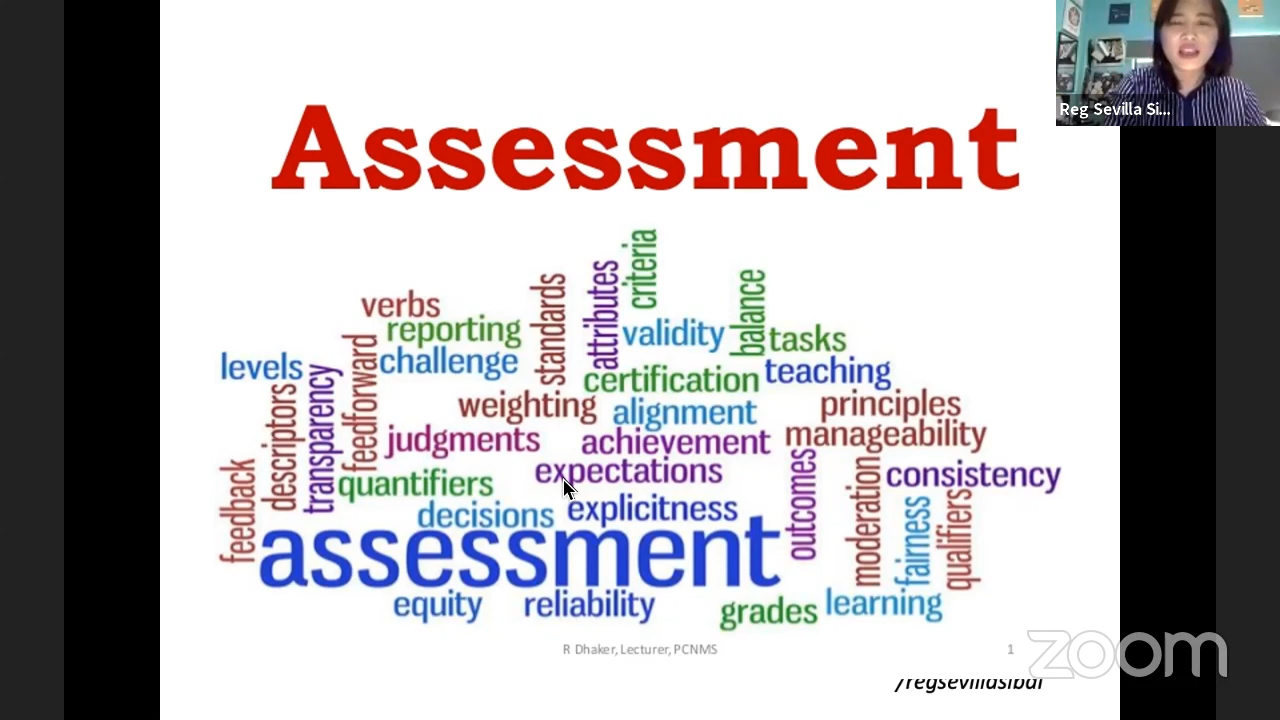 Reg Sevilla Si...
Assessment
criteria
attributes
standards
balance
verbs
reporting
validity
tasks
levels
challenge
teaching
transparency
feedforward
descriptors
certification
weighting
alignment
principles
judgments
achievement
manageability
expectations
consistency
quantifiers
outcomes
moderation
feedback
decisions
explicitness
fairness
qualifiers
assessment
equity
reliability
grades
learning
R Dhaker, Lecturer, PCNMS
1
zoom
/regsevillasibal